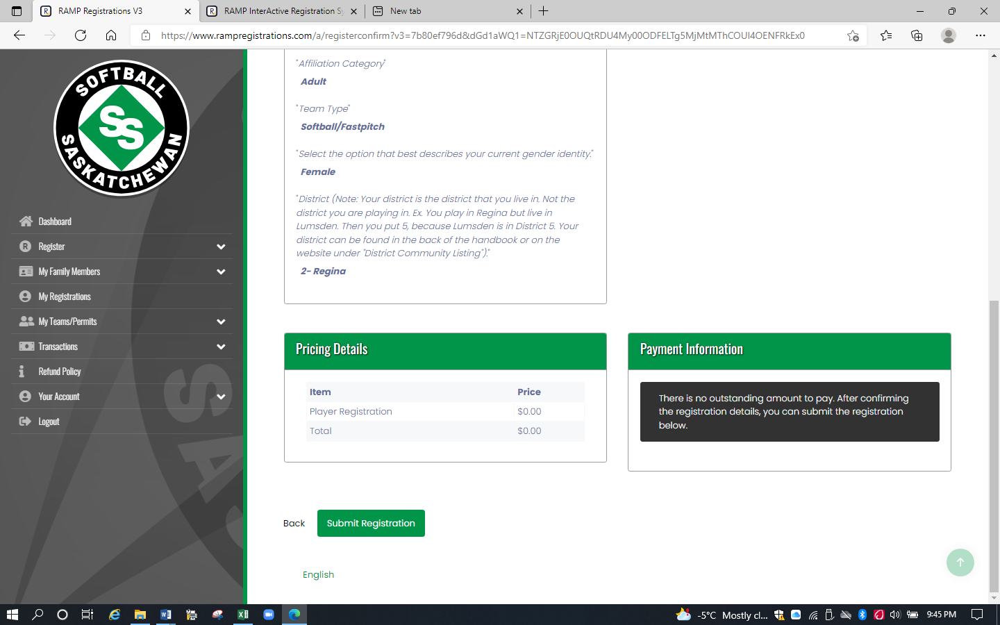 RAMP Registrations V3
RAMP InterActive Registration Sy
New tab
https://www.rampregistrations.com/a/registerconfirm?v3=7b80ef796d&dGd1aWQ1=NTZGRjE0OUQtRDU4My00ODFELTg5MjMtMThCOUI4OENFRkEx0
SOFTBALL
SS
SASKATCHEWAN
Dashboard
Register
My Family Members
My Registrations
My Teams/Permits
Transactions
Refund Policy
Your Account
Logout
"Affiliation Category"
Adult
"Team Type"
Softball/Fastpitch
"Select the option that best describes your current gender identity."
Female
"District (Note: Your district is the district that you live in. Not the
district you are playing in. Ex. You play in Regina but live in
Lumsden. Then you put 5, because Lumsden is in District 5. Your
district can be found in the back of the handbook or on the
website under "District Community Listing")."
2- Regina
Pricing Details
Item Price
Player Registration $0.00
Total $0.00
Payment Information
There is no outstanding amount to pay. After confirming
the registration details, you can submit the registration
below.
Back Submit Registration
English
-5°C Mostly cl... 9:45 PM